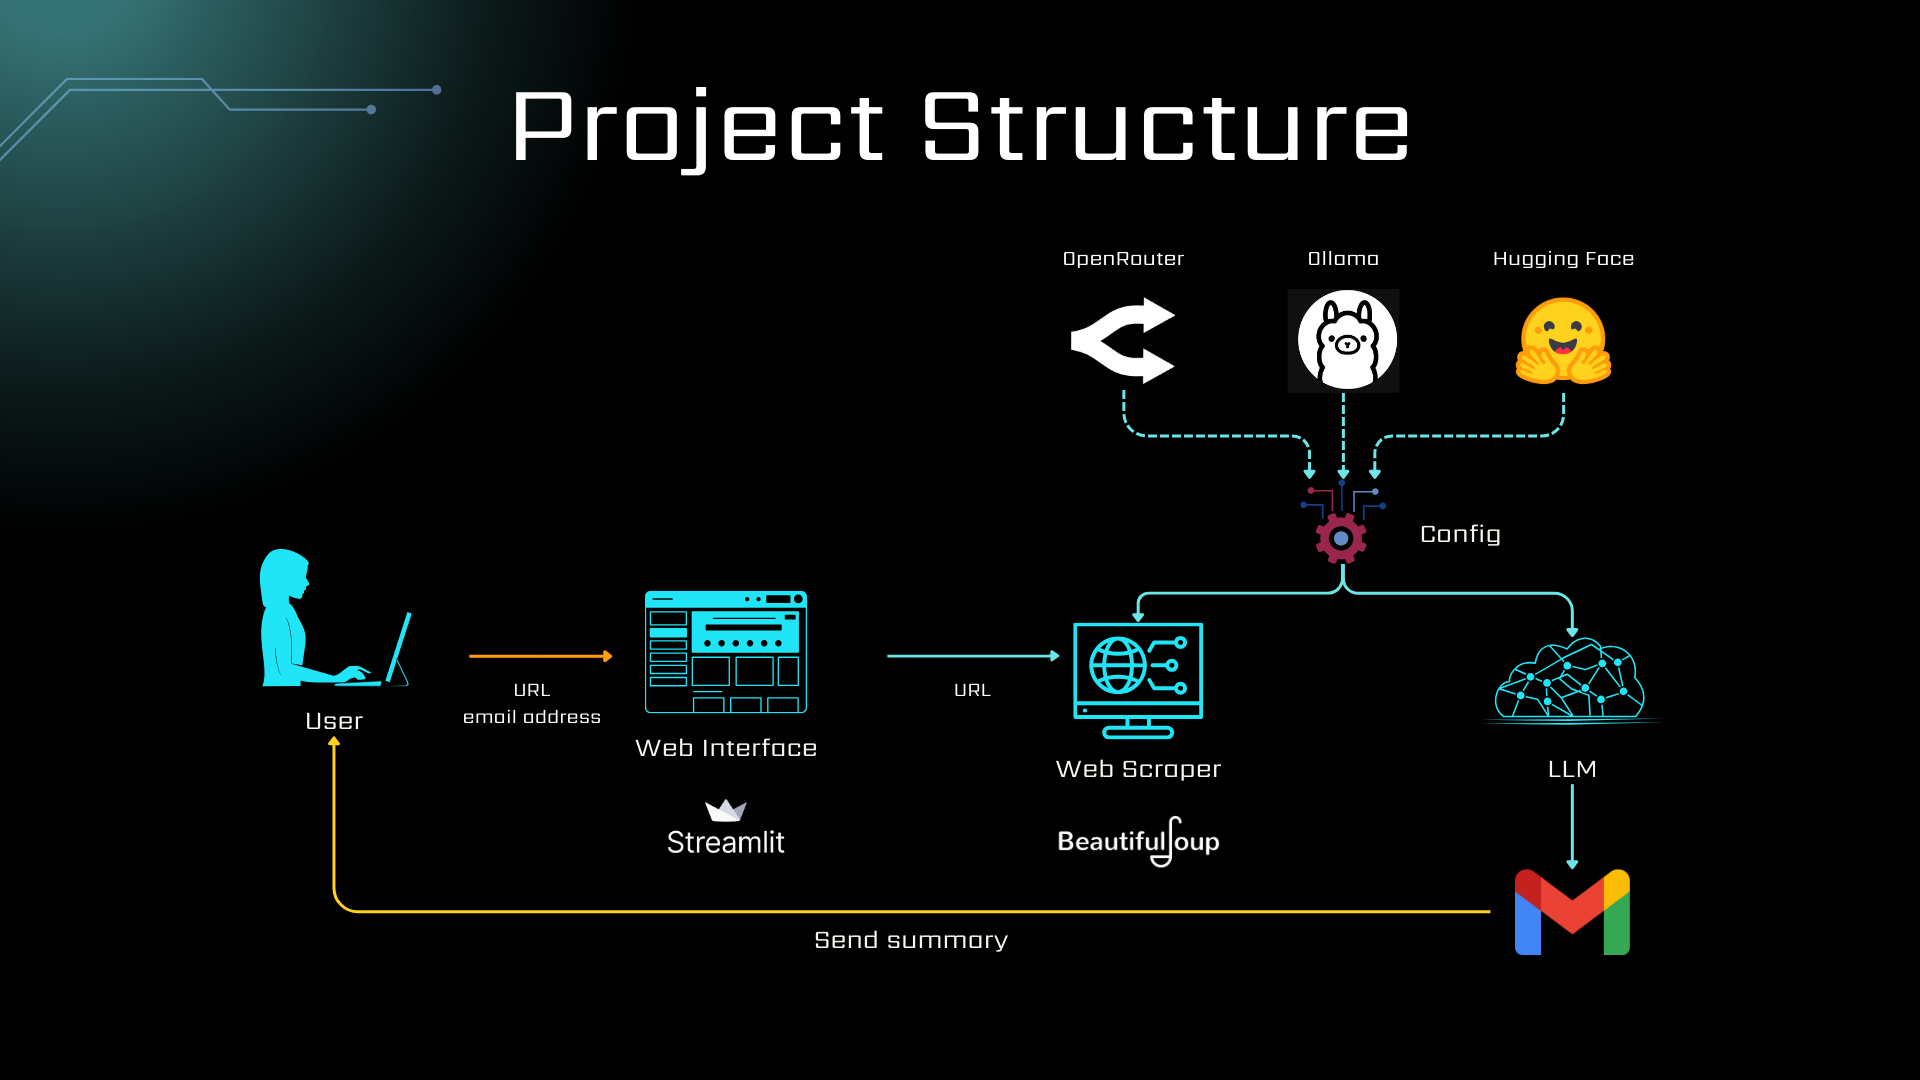 Project Structure
OpenRouter
Ollama
Hugging Face
Config
User
URL
email address
Web Interface
Streamlit
URL
Web Scraper
BeautifulSoup
LLM
Send summary